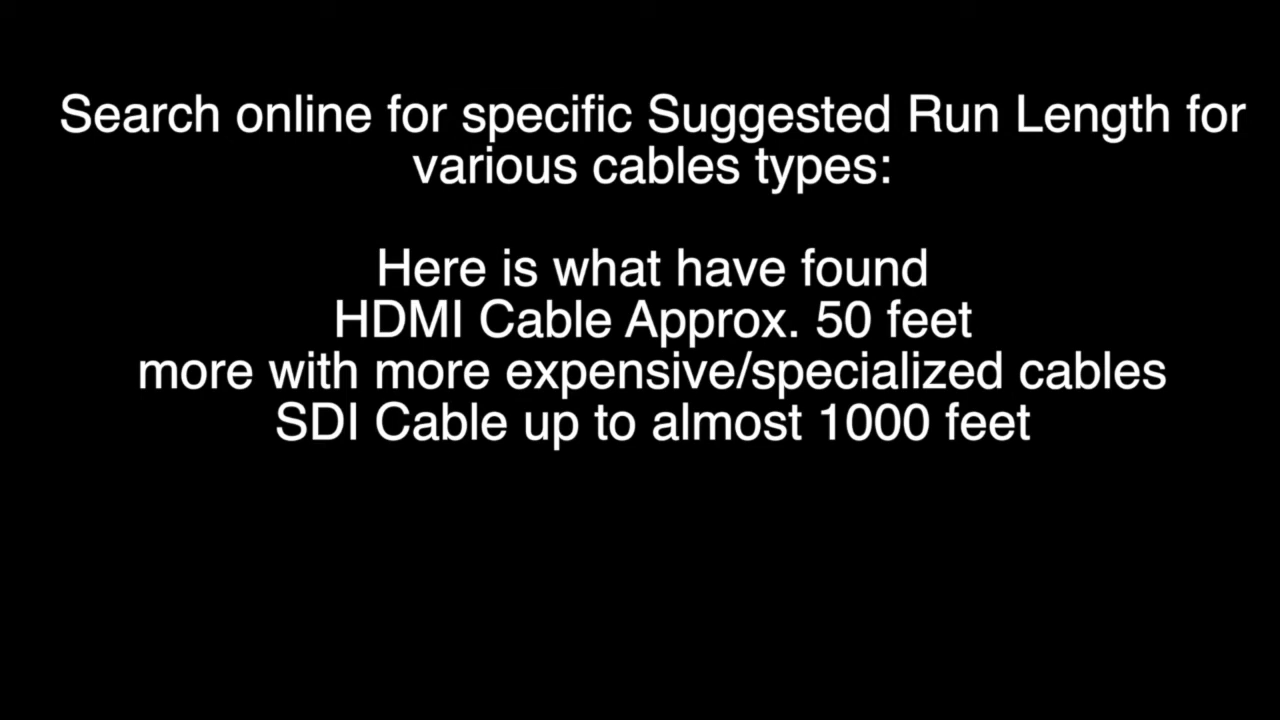 Search online for specific Suggested Run Length for
various cables types:
Here is what have found
HDMI Cable Approx. 50 feet
more with more expensive/specialized cables
SDI Cable up to almost 1000 feet